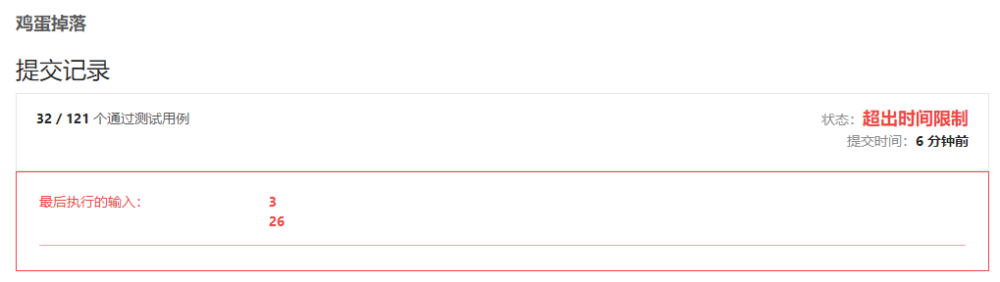 鸡蛋掉落
提交记录
32 / 121 个通过测试用例
状态：超出时间限制
提交时间：6 分钟前
最后执行的输入：
3
26